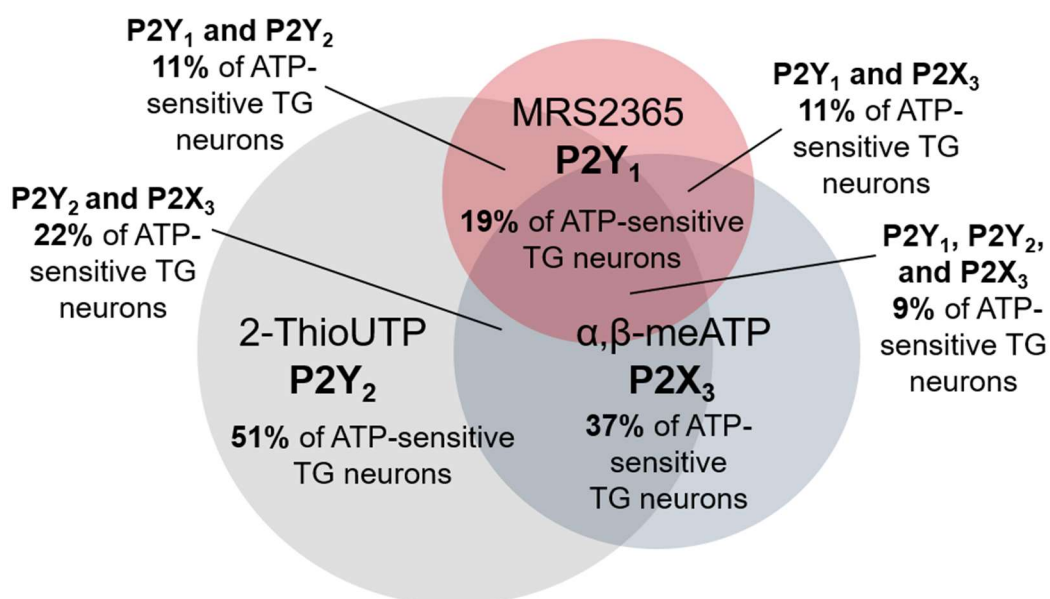 P2Y₁ and P2Y₂
11% of ATP-
sensitive TG
neurons
MRS2365
P2Y₁
19% of ATP-sensitive
TG neurons
P2Y₁ and P2X₃
11% of ATP-
sensitive TG
neurons
P2Y₂ and P2X₃
22% of ATP-
sensitive TG
neurons
P2Y₁, P2Y₂,
and P2X₃
9% of ATP-
sensitive TG
neurons
2-ThioUTP
P2Y₂
51% of ATP-sensitive
TG neurons
α,β-meATP
P2X₃
37% of ATP-
sensitive
TG neurons